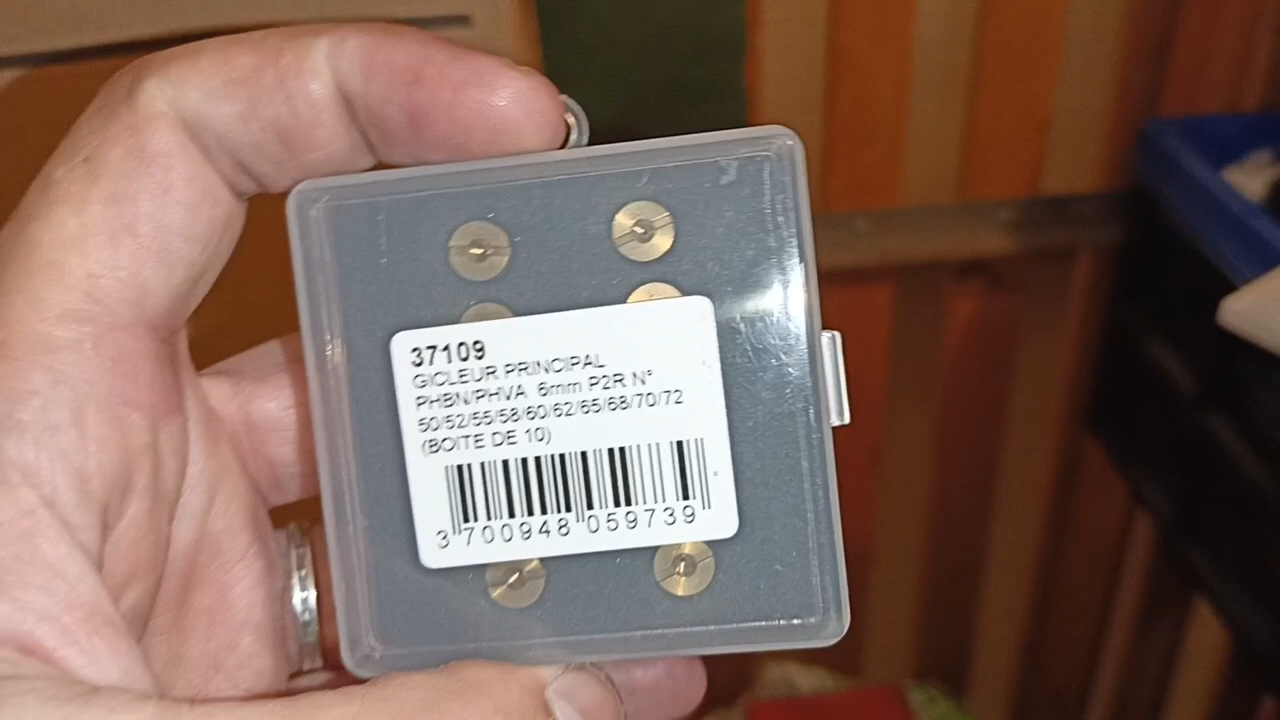 37109
GICLEUR PRINCIPAL
PHBN/PHVA 6mm P2R N°
50/52/55/58/60/62/65/68/70/72
(BOITE DE 10)
3 700948 059739